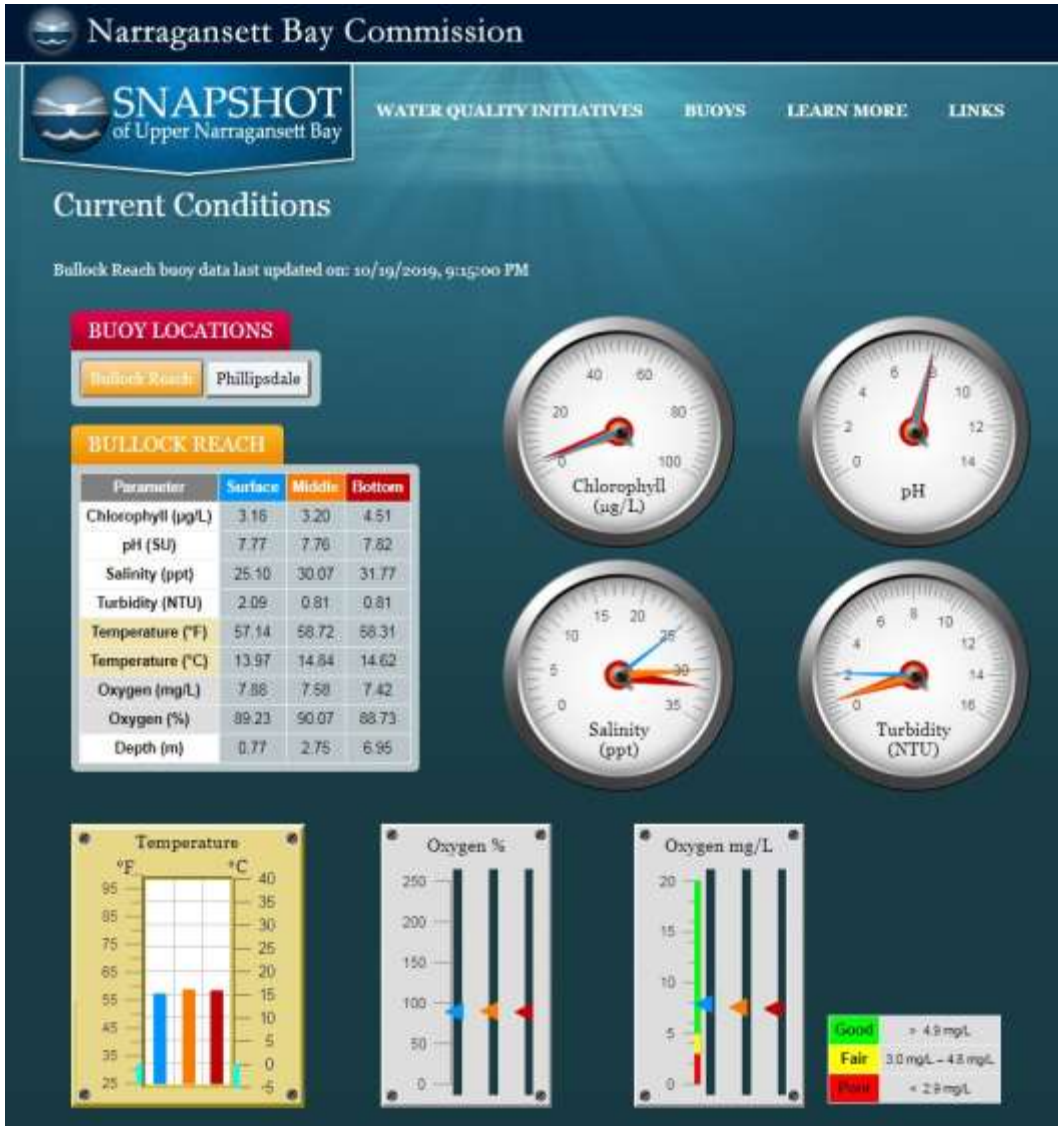 Narragansett Bay Commission
SNAPSHOT
of Upper Narragansett Bay
WATER QUALITY INITIATIVES BUOYS LEARN MORE LINKS
Current Conditions
Bullock Reach buoy data last updated on: 10/19/2019, 9:15:00 PM
BUOY LOCATIONS
Bullock Reach Phillipsdale
BULLOCK REACH
Parameter Surface Middle Bottom
Chlorophyll (µg/L) 3.16 3.20 4.51
pH (SU) 7.77 7.76 7.82
Salinity (ppt) 25.10 30.07 31.77
Turbidity (NTU) 2.09 0.81 0.81
Temperature (°F) 57.14 58.72 58.31
Temperature (°C) 13.97 14.84 14.62
Oxygen (mg/L) 7.88 7.58 7.42
Oxygen (%) 89.23 90.07 88.73
Depth (m) 0.77 2.75 6.95
0 20 40 60 80 100
Chlorophyll
(µg/L)
0 2 4 6 8 10 12 14
pH
0 5 10 15 20 25 30 35
Salinity
(ppt)
0 2 4 6 8 10 12 14 16
Turbidity
(NTU)
Temperature
°F °C
95 85 75 65 55 45 35 25
40 35 30 25 20 15 10 5 0 -5
Oxygen %
250
200
150
100
50
0
Oxygen mg/L
20
15
10
5
0
Good > 4.9 mg/L
Fair 3.0 mg/L – 4.8 mg/L
Poor < 2.9 mg/L